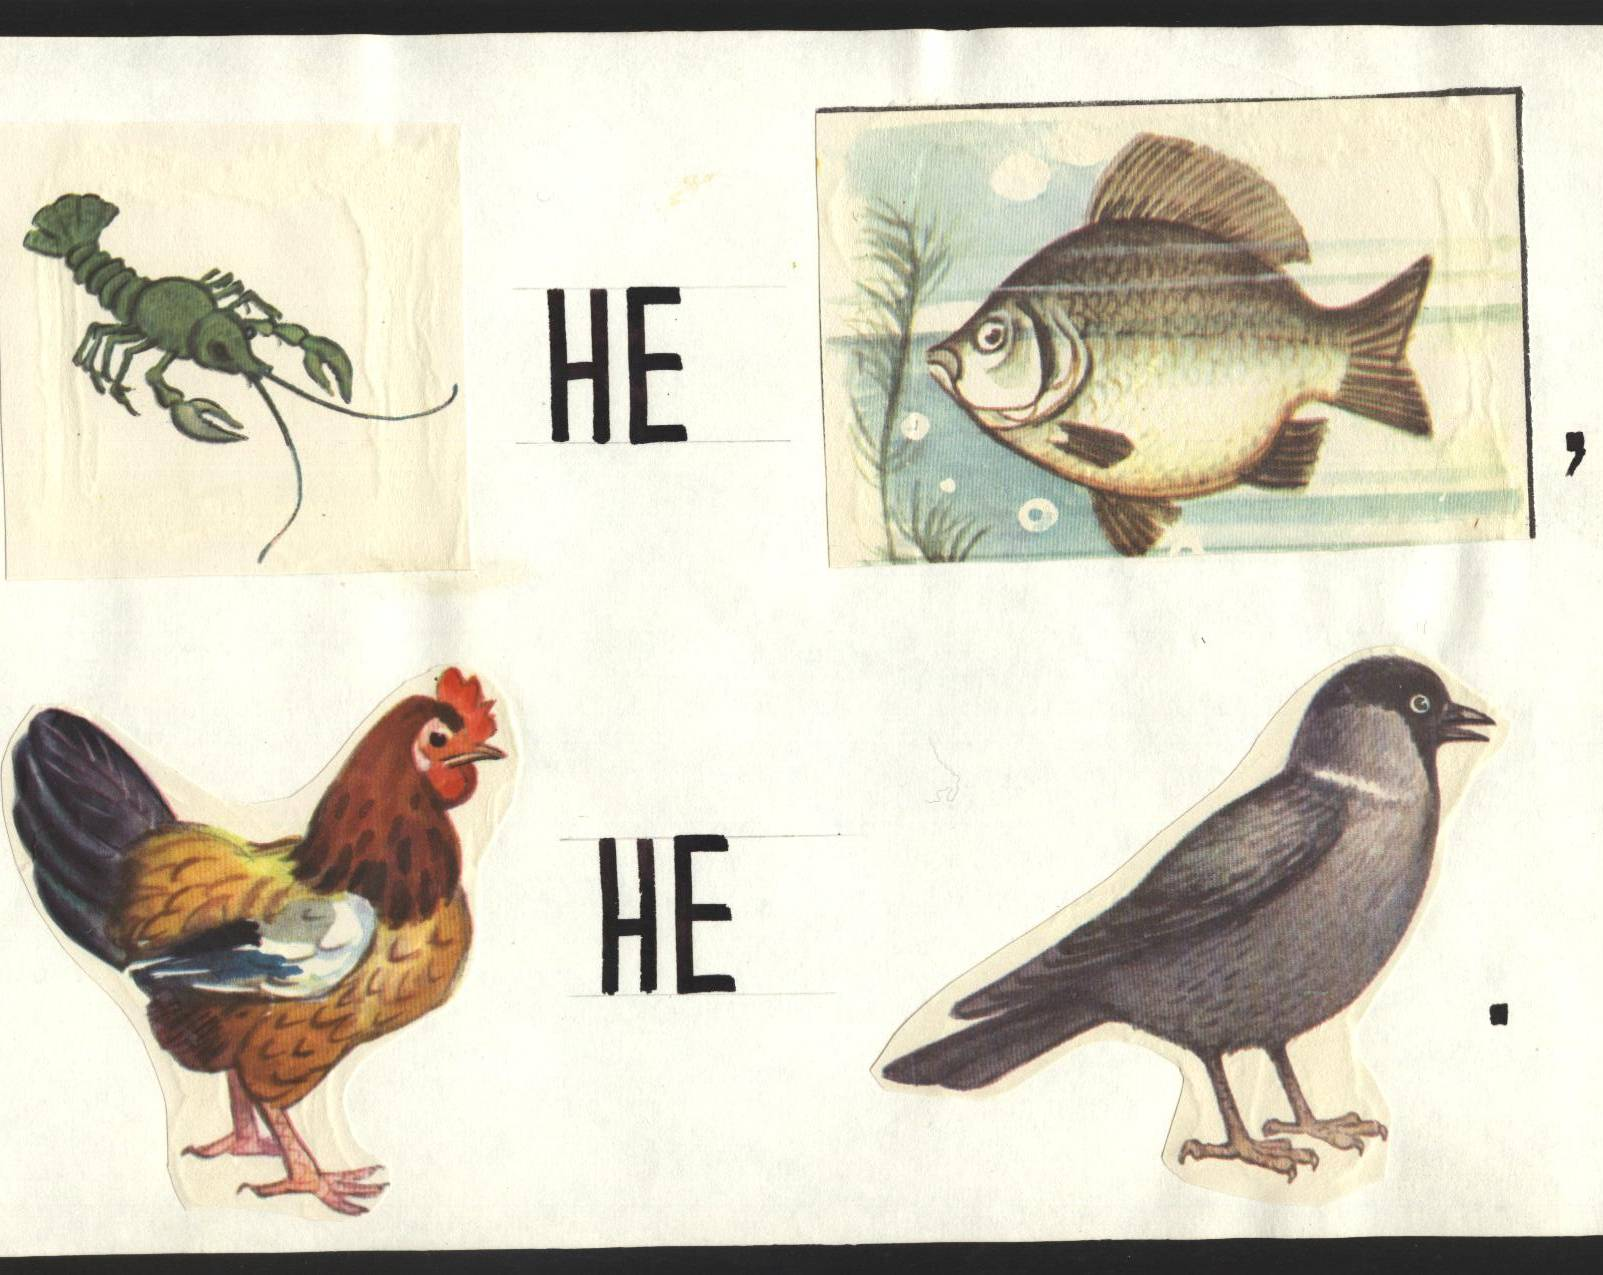 НЕ ,
НЕ .